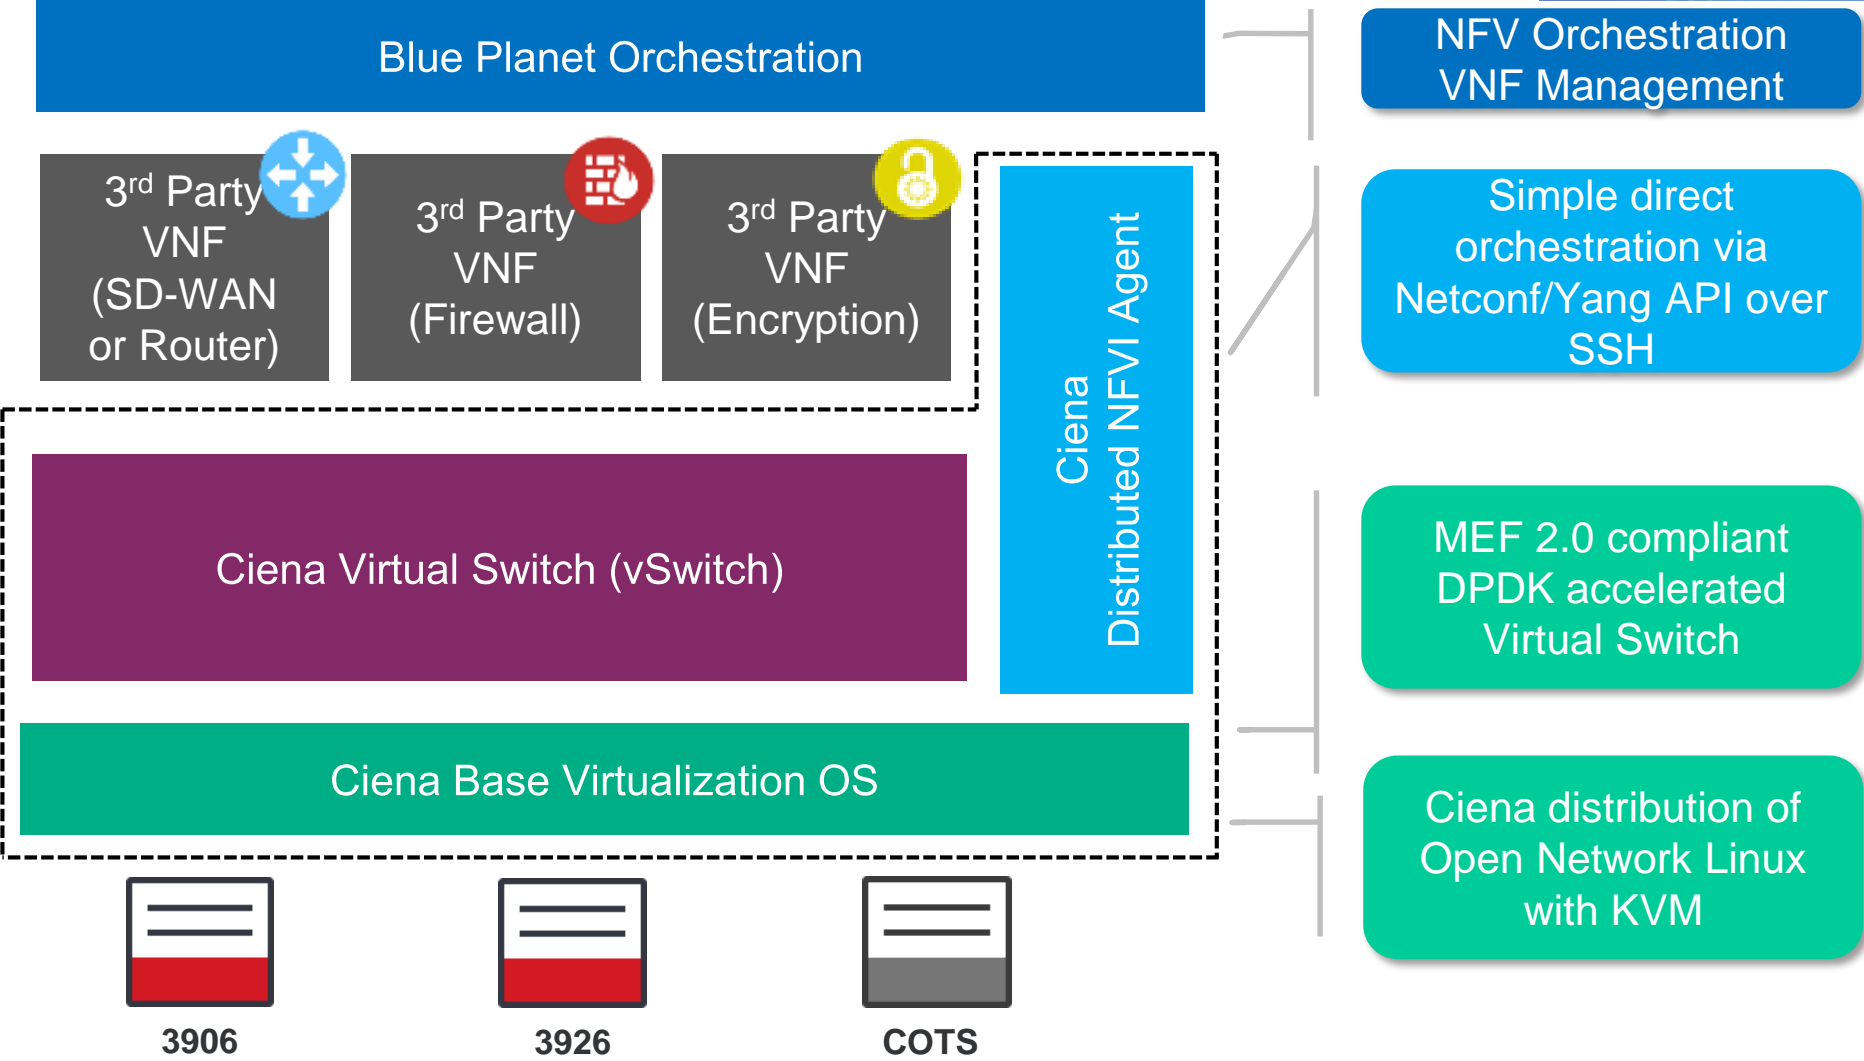 Blue Planet Orchestration
NFV Orchestration
VNF Management
3rd Party
VNF
(SD-WAN
or Router)
3rd Party
VNF
(Firewall)
3rd Party
VNF
(Encryption)
Ciena
Distributed NFVI Agent
Simple direct
orchestration via
Netconf/Yang API over
SSH
Ciena Virtual Switch (vSwitch)
MEF 2.0 compliant
DPDK accelerated
Virtual Switch
Ciena Base Virtualization OS
Ciena distribution of
Open Network Linux
with KVM
3906
3926
COTS